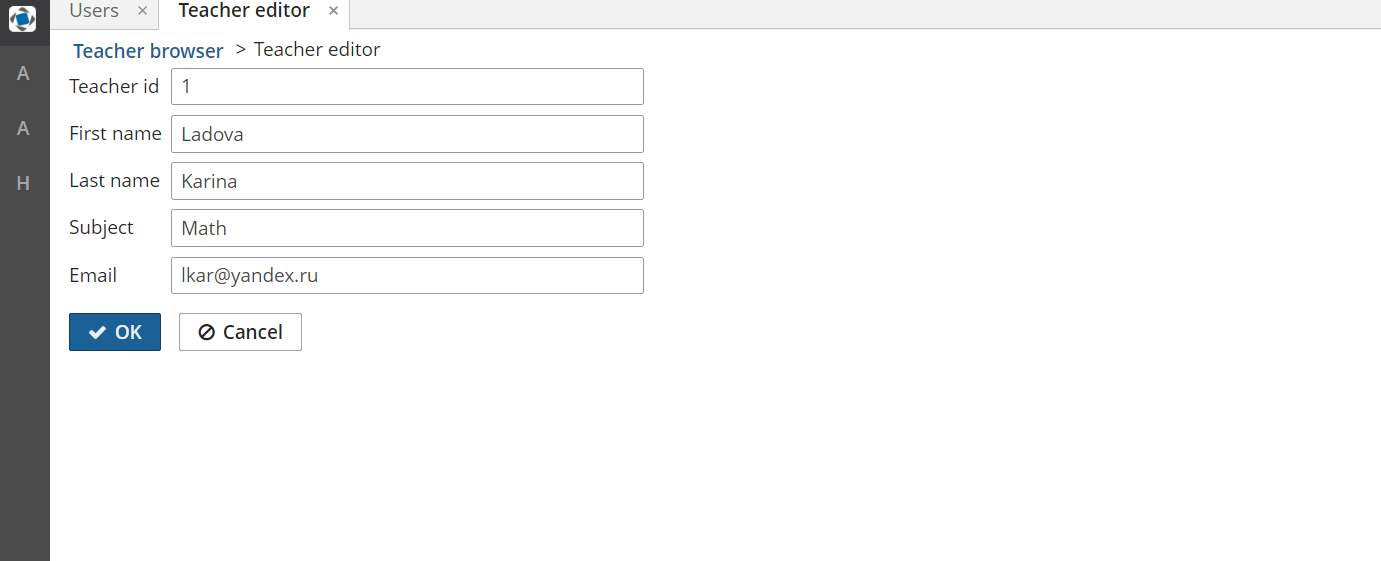 Users × Teacher editor ×
Teacher browser > Teacher editor
A
Teacher id 1
A
First name Ladova
H
Last name Karina
Subject Math
Email lkar@yandex.ru
OK Cancel